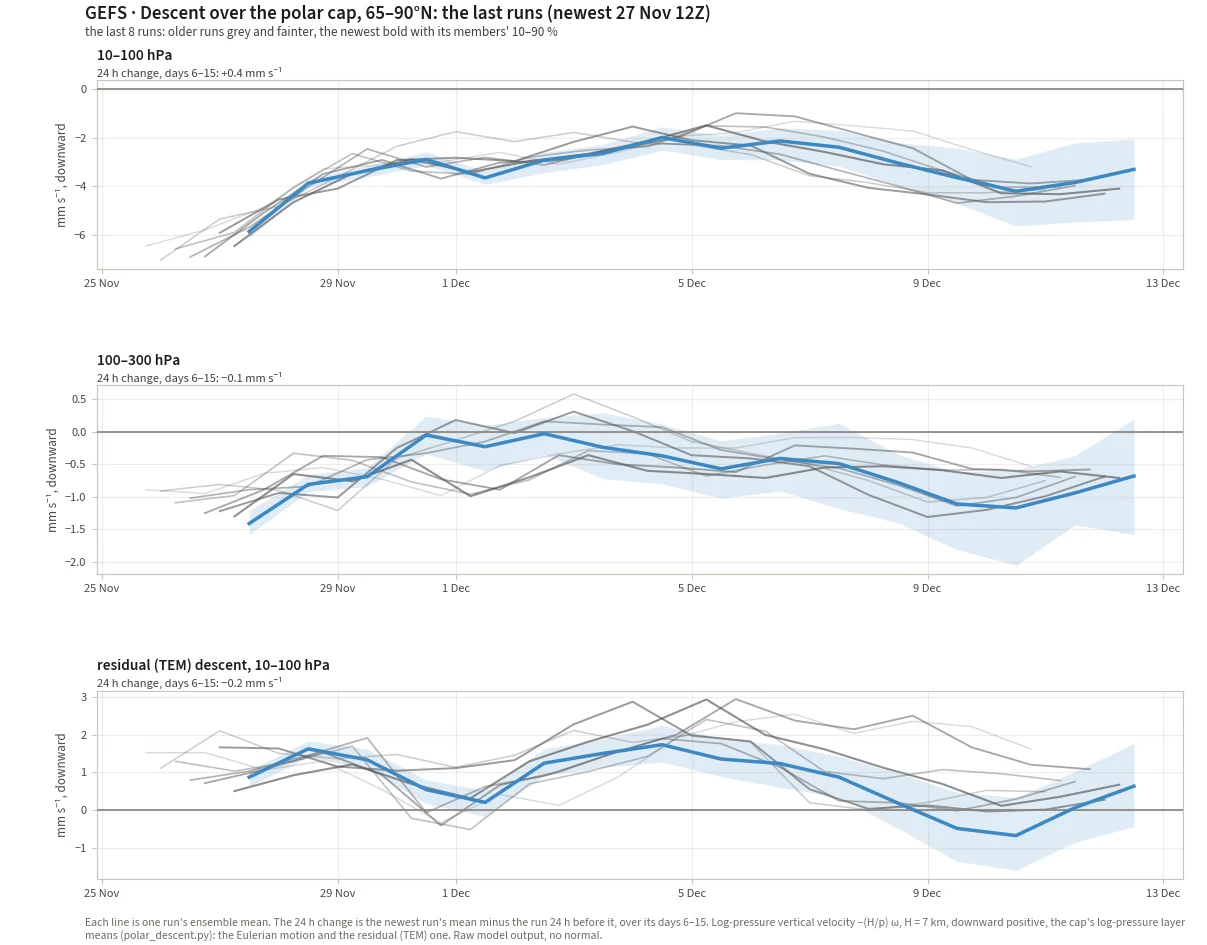 GEFS · Descent over the polar cap, 65–90°N: the last runs (newest 27 Nov 12Z)
the last 8 runs: older runs grey and fainter, the newest bold with its members' 10–90 %
10–100 hPa
24 h change, days 6–15: +0.4 mm s⁻¹
mm s⁻¹, downward
0
−2
−4
−6
25 Nov
29 Nov
1 Dec
5 Dec
9 Dec
13 Dec
100–300 hPa
24 h change, days 6–15: −0.1 mm s⁻¹
mm s⁻¹, downward
0.5
0.0
−0.5
−1.0
−1.5
−2.0
25 Nov
29 Nov
1 Dec
5 Dec
9 Dec
13 Dec
residual (TEM) descent, 10–100 hPa
24 h change, days 6–15: −0.2 mm s⁻¹
mm s⁻¹, downward
3
2
1
0
−1
25 Nov
29 Nov
1 Dec
5 Dec
9 Dec
13 Dec
Each line is one run's ensemble mean. The 24 h change is the newest run's mean minus the run 24 h before it, over its days 6–15. Log-pressure vertical velocity −(H/p) ω, H = 7 km, downward positive, the cap's log-pressure layer
means (polar_descent.py): the Eulerian motion and the residual (TEM) one. Raw model output, no normal.